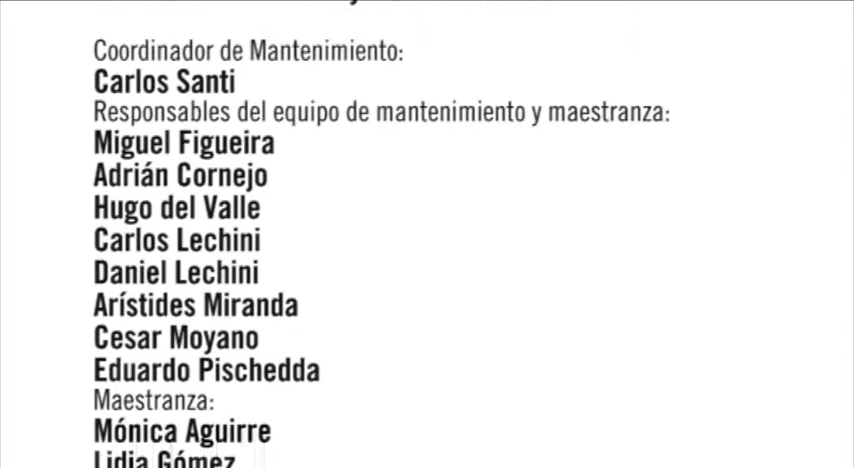 Coordinador de Mantenimiento:
Carlos Santi
Responsables del equipo de mantenimiento y maestranza:
Miguel Figueira
Adrián Cornejo
Hugo del Valle
Carlos Lechini
Daniel Lechini
Arístides Miranda
Cesar Moyano
Eduardo Pischedda
Maestranza:
Mónica Aguirre
Lidia Gómez